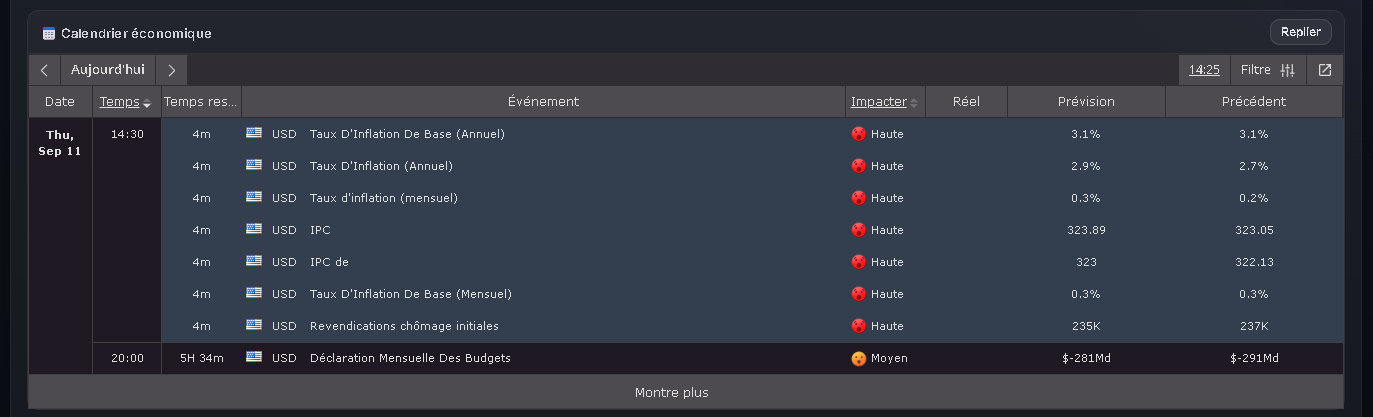 Calendrier économique
Replier
Aujourd'hui
14:25 Filtre
Date Temps Temps res... Événement Impacter Réel Prévision Précédent
Thu, Sep 11
14:30 4m USD Taux D'Inflation De Base (Annuel) Haute 3.1% 3.1%
4m USD Taux D'Inflation (Annuel) Haute 2.9% 2.7%
4m USD Taux d'inflation (mensuel) Haute 0.3% 0.2%
4m USD IPC Haute 323.89 323.05
4m USD IPC de Haute 323 322.13
4m USD Taux D'Inflation De Base (Mensuel) Haute 0.3% 0.3%
4m USD Revendications chômage initiales Haute 235K 237K
20:00 5H 34m USD Déclaration Mensuelle Des Budgets Moyen $-281Md $-291Md
Montre plus